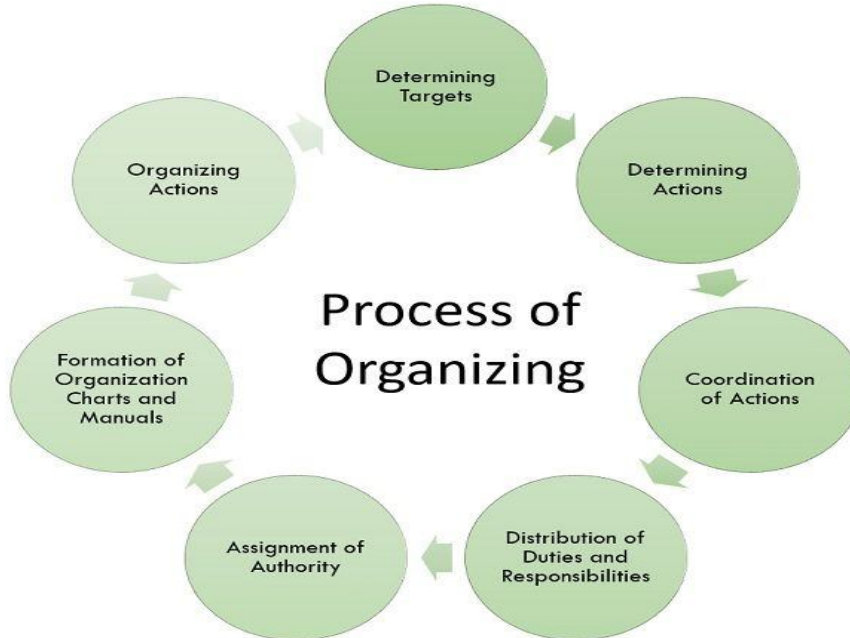 Determining
Targets
Determining
Actions
Coordination
of Actions
Distribution of
Duties and
Responsibilities
Assignment of
Authority
Formation of
Organization
Charts and
Manuals
Organizing
Actions
Process of
Organizing